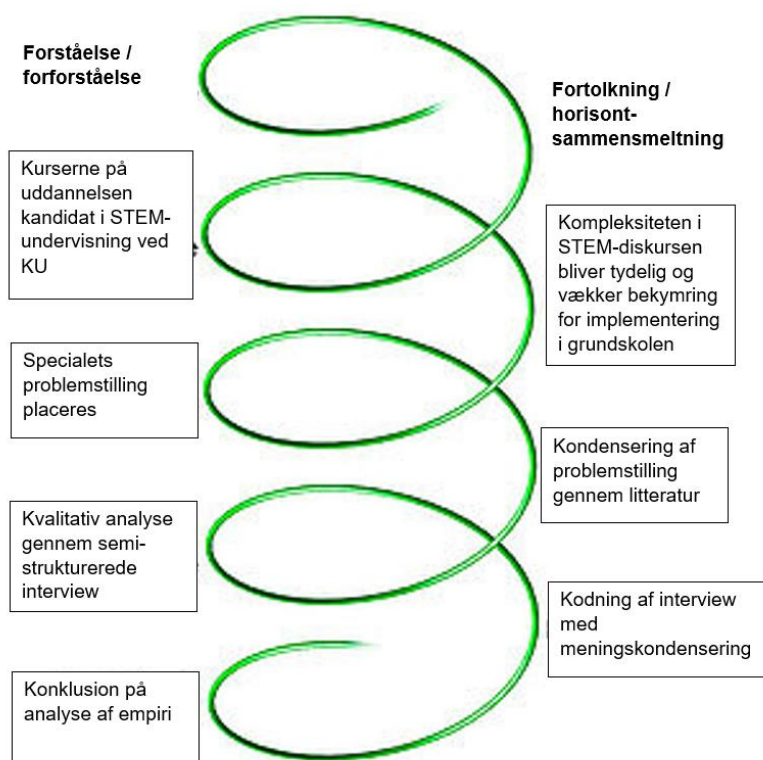 Forståelse /
forforståelse
Fortolkning /
horisont-
sammensmeltning
Kurserne på
uddannelsen
kandidat i STEM-
undervisning ved
KU
Kompleksiteten i
STEM-diskursen
bliver tydelig og
vækker bekymring
for implementering
i grundskolen
Specialets
problemstilling
placeres
Kondensering af
problemstilling
gennem litteratur
Kvalitativ analyse
gennem semi-
strukturerede
interview
Kodning af interview
med
meningskondensering
Konklusion på
analyse af empiri